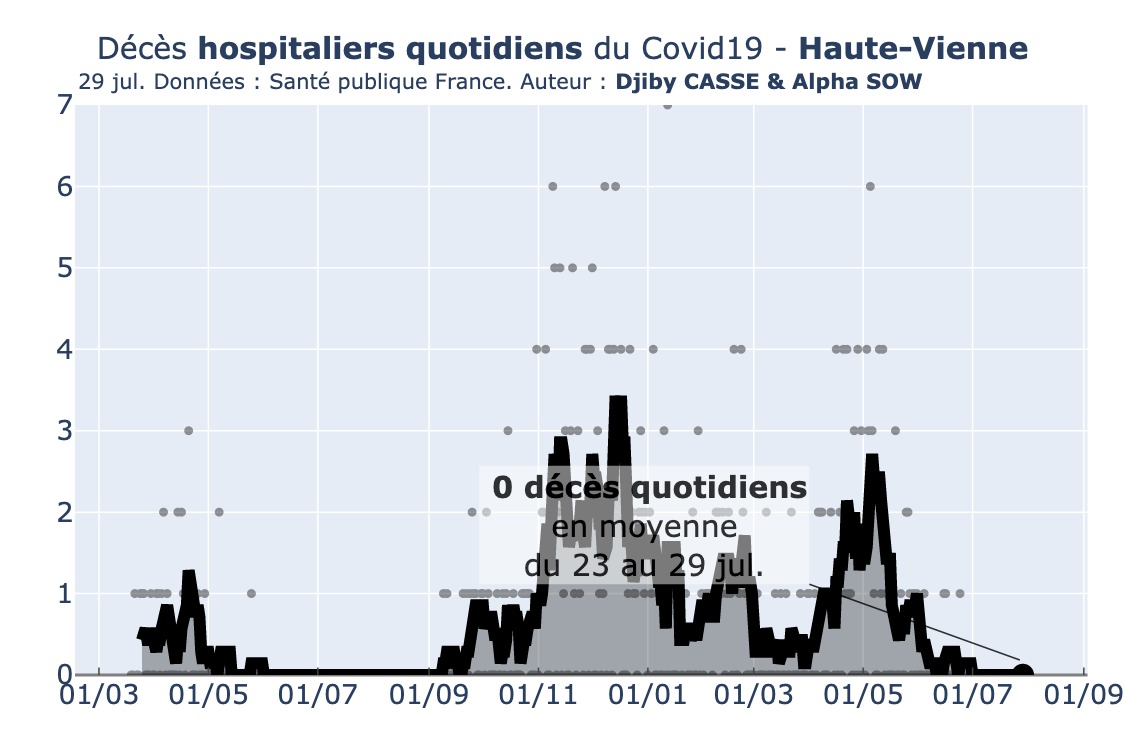 Décès hospitaliers quotidiens du Covid19 - Haute-Vienne
29 jul. Données : Santé publique France. Auteur : Djiby CASSE & Alpha SOW
7
6
5
4
3
2
1
0
0 décès quotidiens
en moyenne
du 23 au 29 jul.
01/03 01/05 01/07 01/09 01/11 01/01 01/03 01/05 01/07 01/09